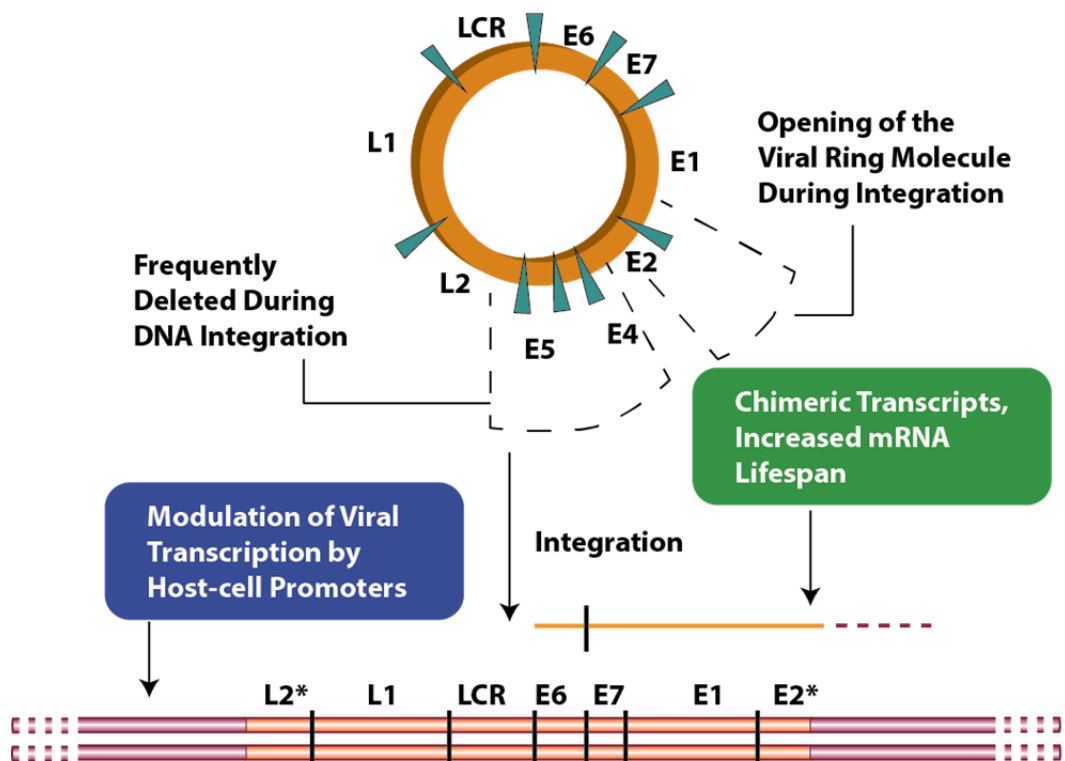 LCR
E6
E7
L1
E1
Opening of the
Viral Ring Molecule
During Integration
E2
L2
Frequently
Deleted During
DNA Integration
E4
E5
Chimeric Transcripts,
Increased mRNA
Lifespan
Modulation of Viral
Transcription by
Host-cell Promoters
Integration
L2* L1 LCR E6 E7 E1 E2*